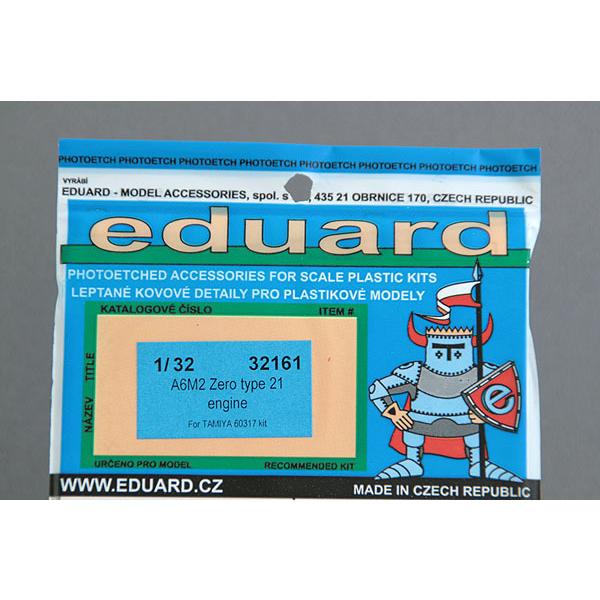 PHOTOETCH PHOTOETCH PHOTOETCH PHOTOETCH PHOTOETCH PHOTOETCH PHOTOETCH PHOTOETCH
VYRÁBÍ
EDUARD - MODEL ACCESSORIES, spol. s 435 21 OBRNICE 170, CZECH REPUBLIC
eduard
PHOTOETCHED ACCESSORIES FOR SCALE PLASTIC KITS
LEPTANÉ KOVOVÉ DETAILY PRO PLASTIKOVÉ MODELY
KATALOGOVÉ ČÍSLO ITEM #
NÁZEV TITLE
1/32 32161
A6M2 Zero type 21
engine
For TAMIYA 60317 kit
e
URČENO PRO MODEL RECOMMENDED KIT
WWW.EDUARD.CZ MADE IN CZECH REPUBLIC